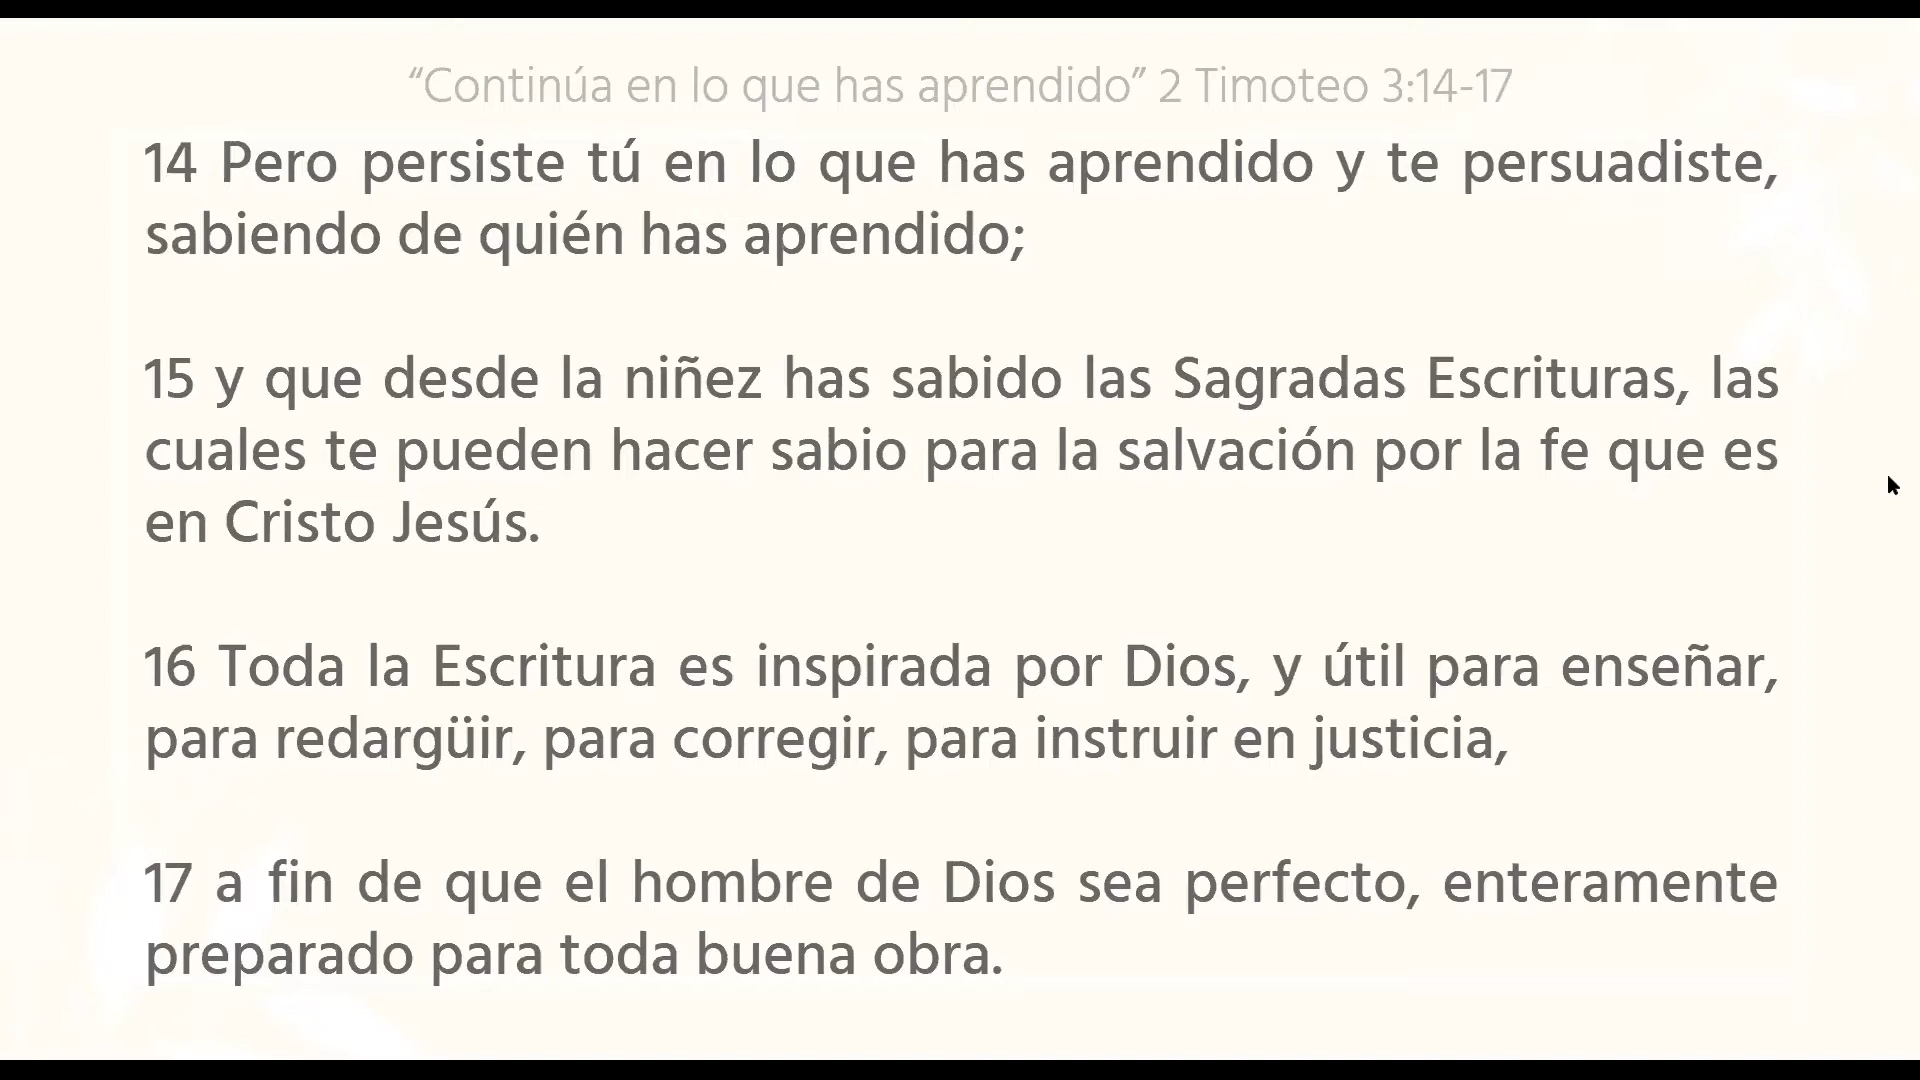 “Continúa en lo que has aprendido” 2 Timoteo 3:14-17
14 Pero persiste tú en lo que has aprendido y te persuadiste,
sabiendo de quién has aprendido;
15 y que desde la niñez has sabido las Sagradas Escrituras, las
cuales te pueden hacer sabio para la salvación por la fe que es
en Cristo Jesús.
16 Toda la Escritura es inspirada por Dios, y útil para enseñar,
para redargüir, para corregir, para instruir en justicia,
17 a fin de que el hombre de Dios sea perfecto, enteramente
preparado para toda buena obra.